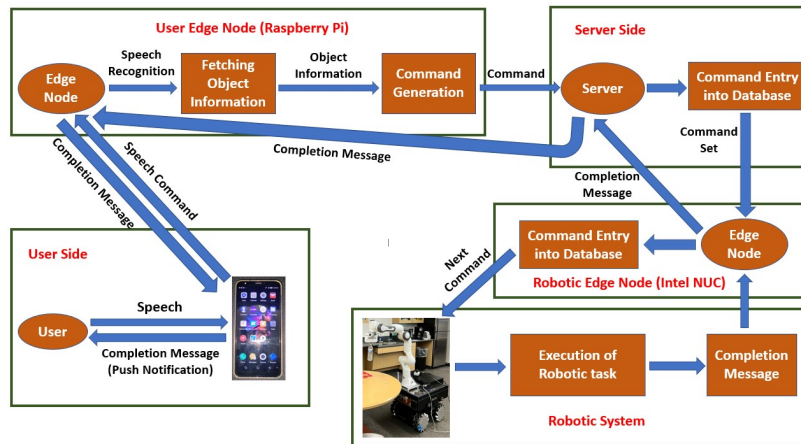 User Edge Node (Raspberry Pi)
Server Side
Edge
Node
Speech
Recognition
Fetching
Object
Information
Object
Information
Command
Generation
Command
Server
Command Entry
into Database
Completion Message
Command
Set
Speech Command
Completion Message
Completion
Message
User Side
User
Speech
Completion Message
(Push Notification)
Next
Command
Command Entry
into Database
Edge
Node
Robotic Edge Node (Intel NUC)
Execution of
Robotic task
Completion
Message
Robotic System